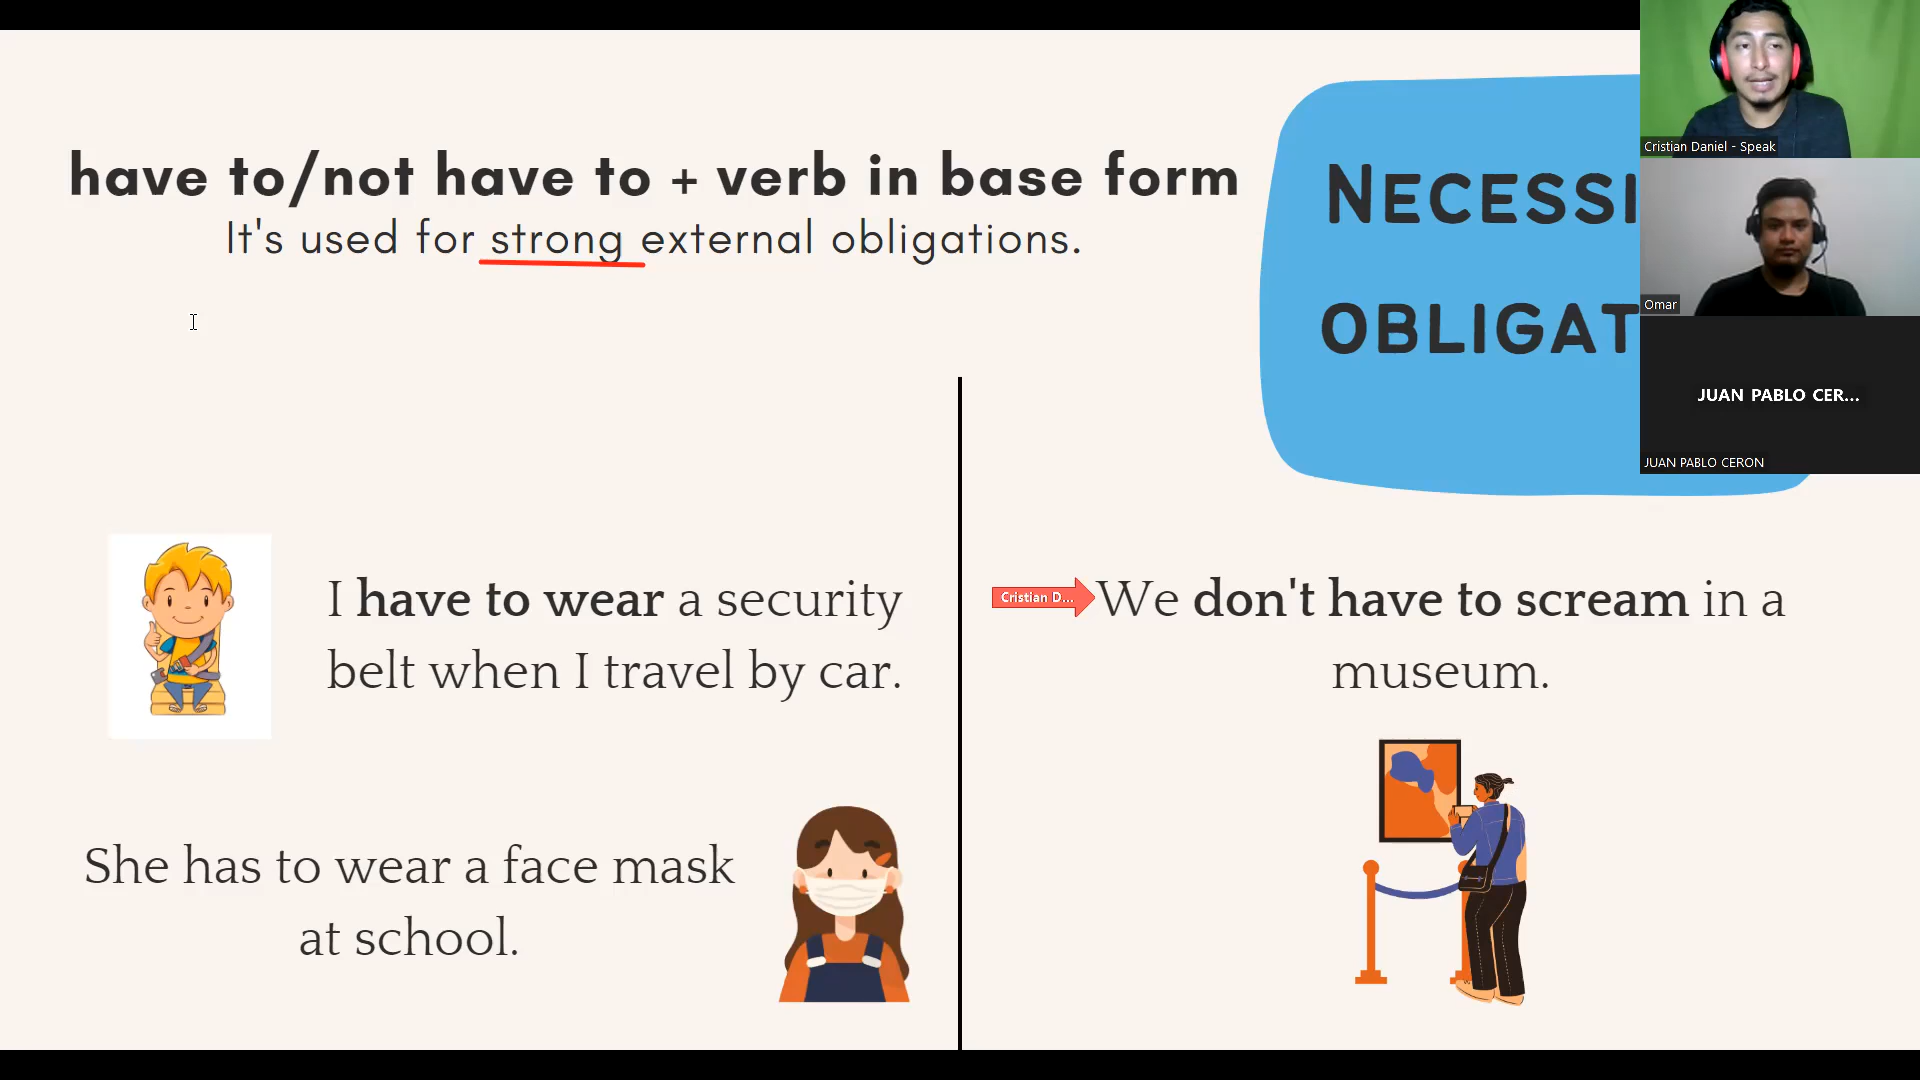 have to/not have to + verb in base form
It's used for strong external obligations.
NECESSI
OBLIGAT
Cristian Daniel - Speak
Omar
JUAN PABLO CER...
JUAN PABLO CERON
I have to wear a security
belt when I travel by car.
Cristian D...
We don't have to scream in a
museum.
She has to wear a face mask
at school.